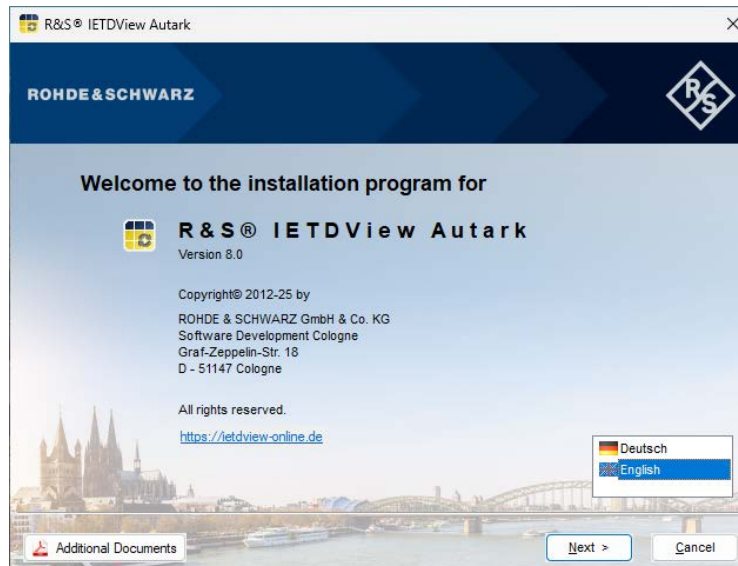 R&S® IETDView Autark
ROHDE&SCHWARZ
R&S
Welcome to the installation program for
R&S® IETDView Autark
Version 8.0
Copyright© 2012-25 by
ROHDE & SCHWARZ GmbH & Co. KG
Software Development Cologne
Graf-Zeppelin-Str. 18
D - 51147 Cologne
All rights reserved.
https://ietdview-online.de
Deutsch
English
Additional Documents
Next >
Cancel